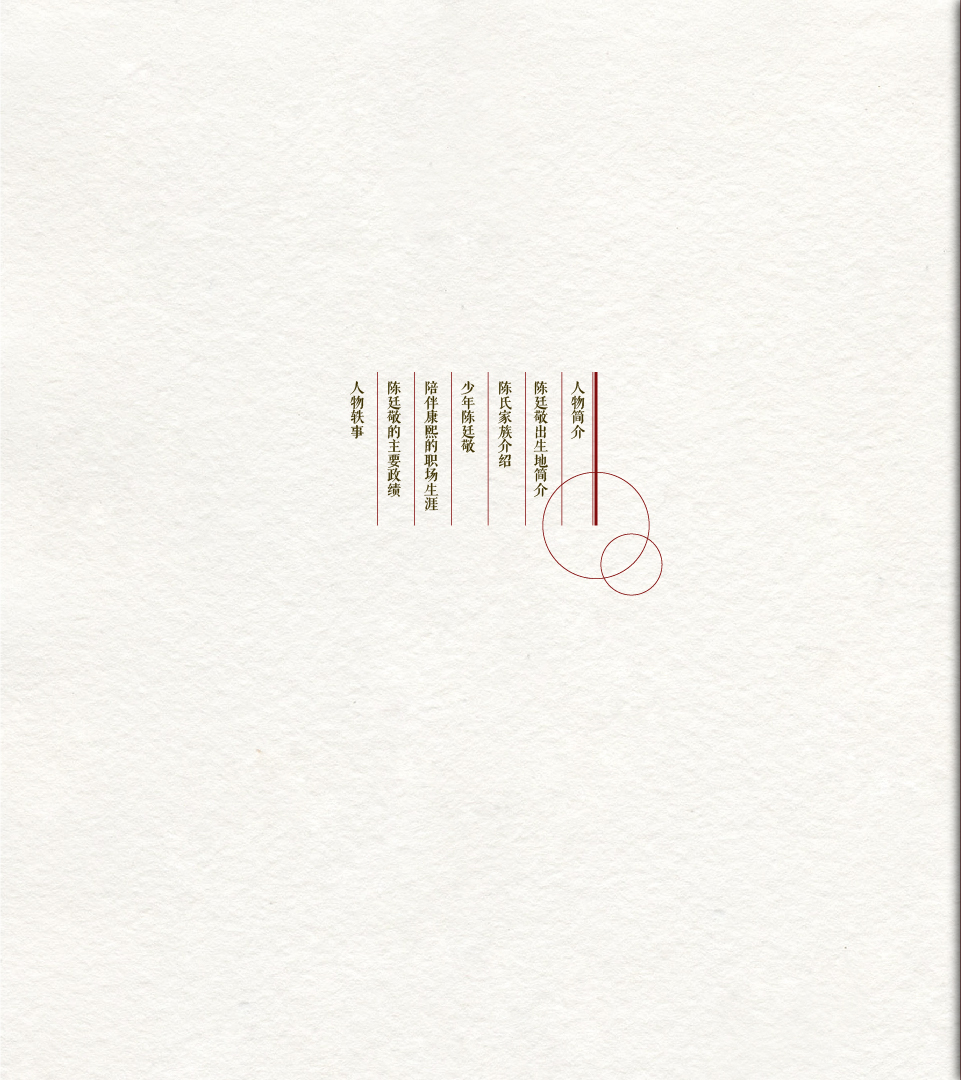 人物简介
陈廷敬出生地简介
陈氏家族介绍
少年陈廷敬
陪伴康熙的职场生涯
陈廷敬的主要政绩
人物轶事